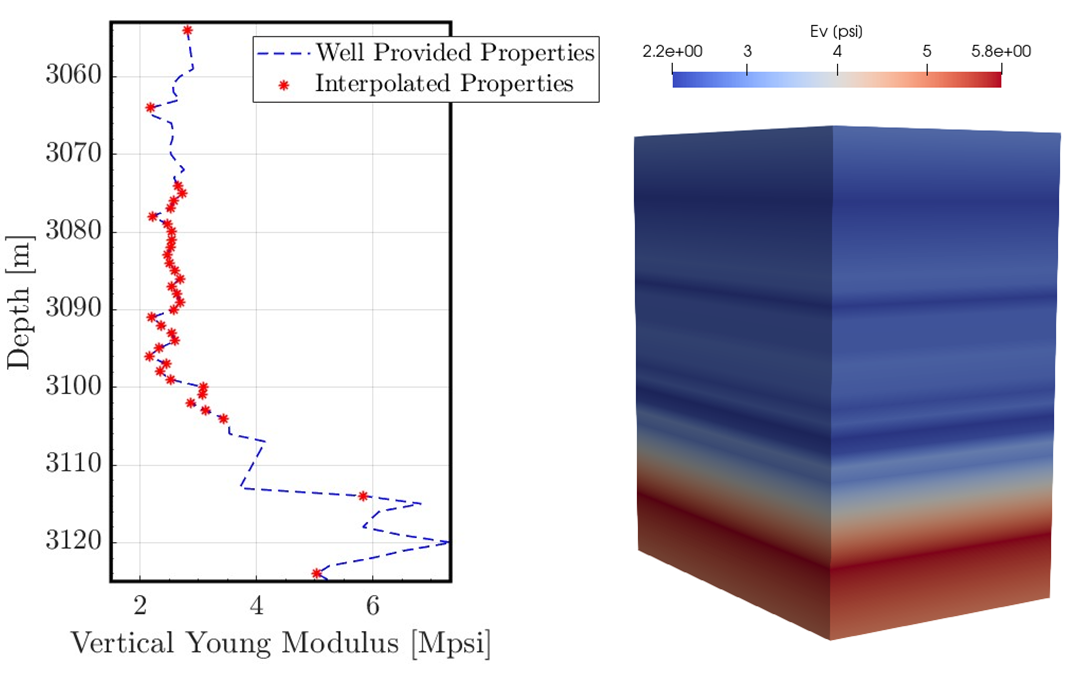 Well Provided Properties
Interpolated Properties
3060
3070
3080
3090
3100
3110
3120
Depth [m]
2 4 6
Vertical Young Modulus [Mpsi]
Ev (psi)
2.2e+00 3 4 5 5.8e+00